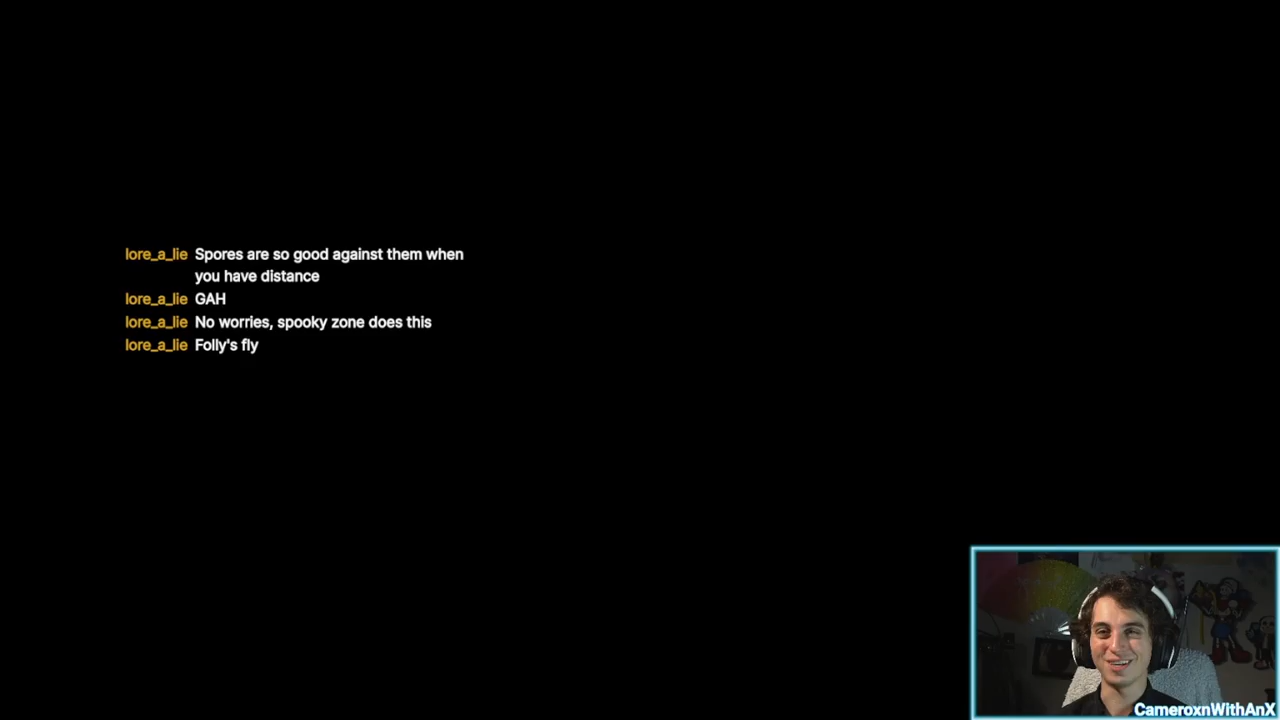 lore_a_lie Spores are so good against them when
you have distance
lore_a_lie GAH
lore_a_lie No worries, spooky zone does this
lore_a_lie Folly's fly
CameroxnWithAnX